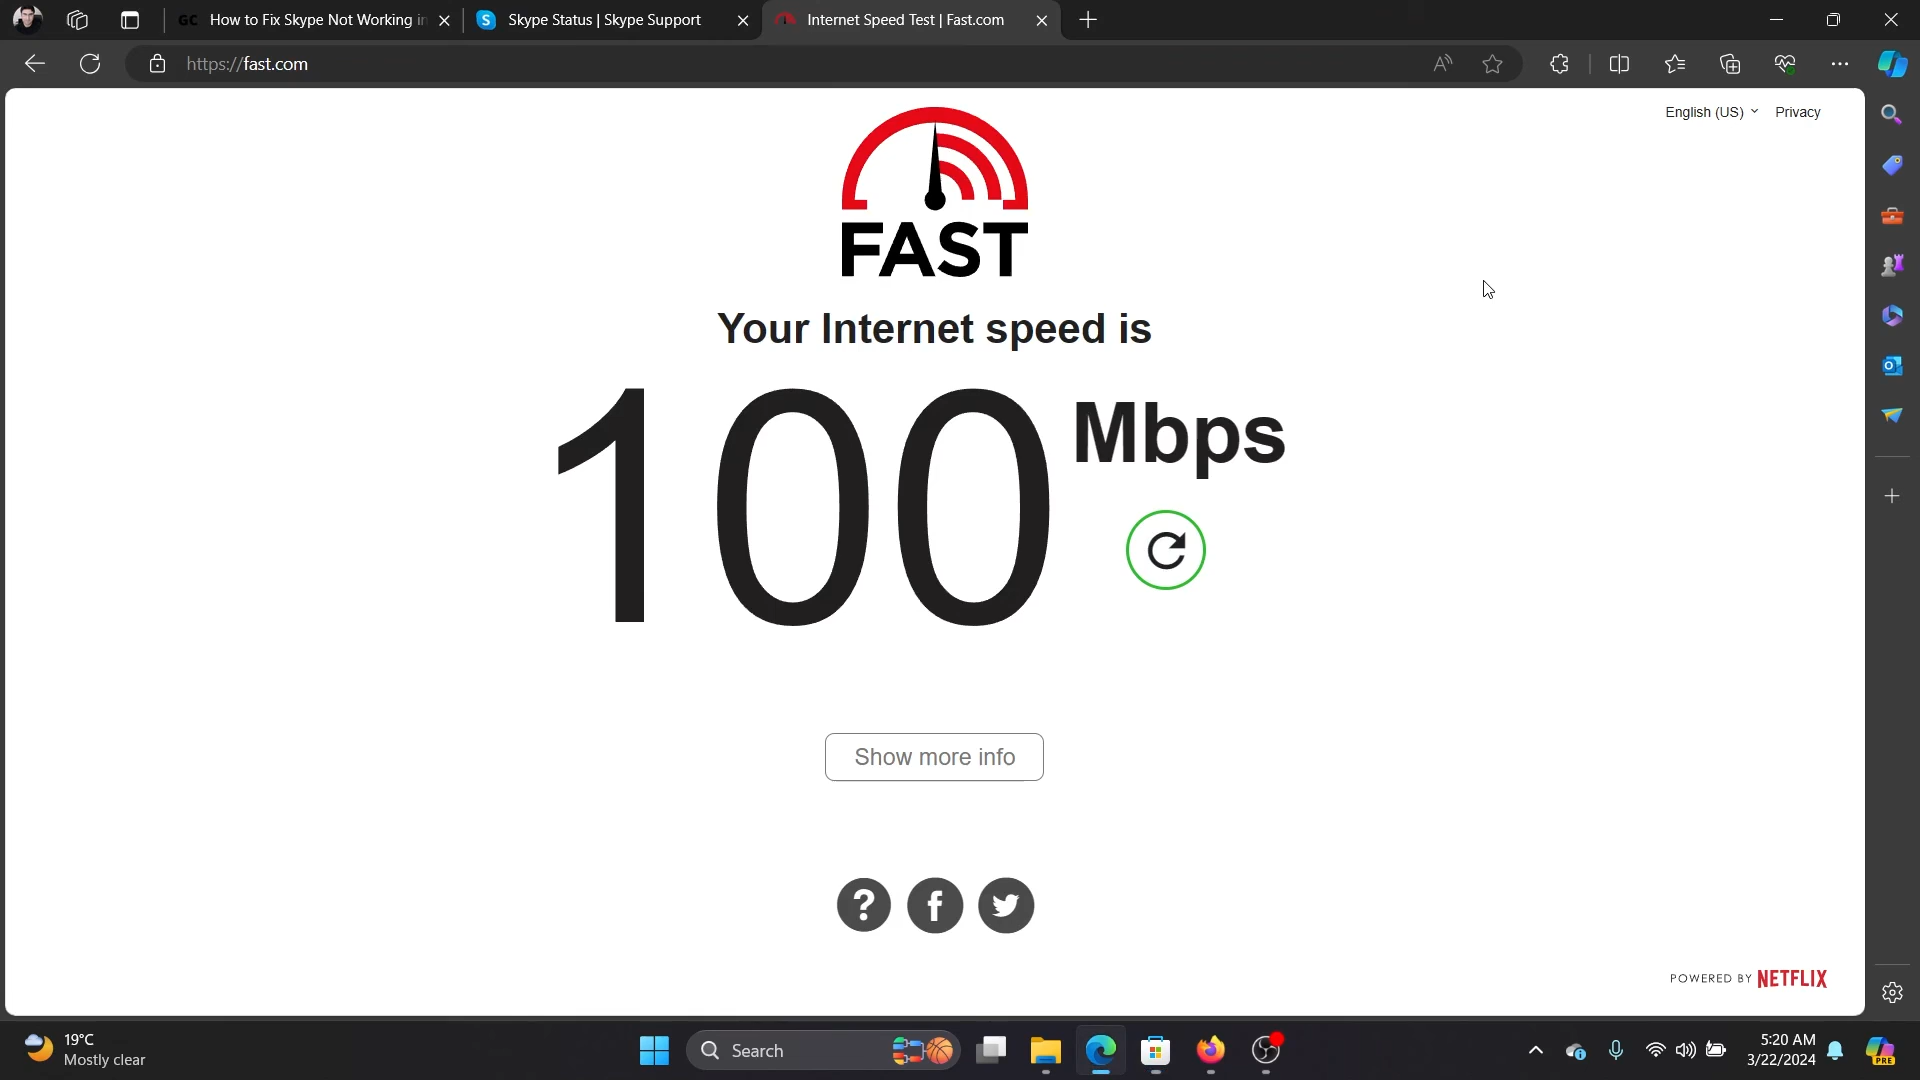 GC How to Fix Skype Not Working in
Skype Status | Skype Support
Internet Speed Test | Fast.com
https://fast.com
English (US)
Privacy
FAST
Your Internet speed is
100 Mbps
Show more info
POWERED BY NETFLIX
19°C
Mostly clear
Search
5:20 AM
3/22/2024
PRE